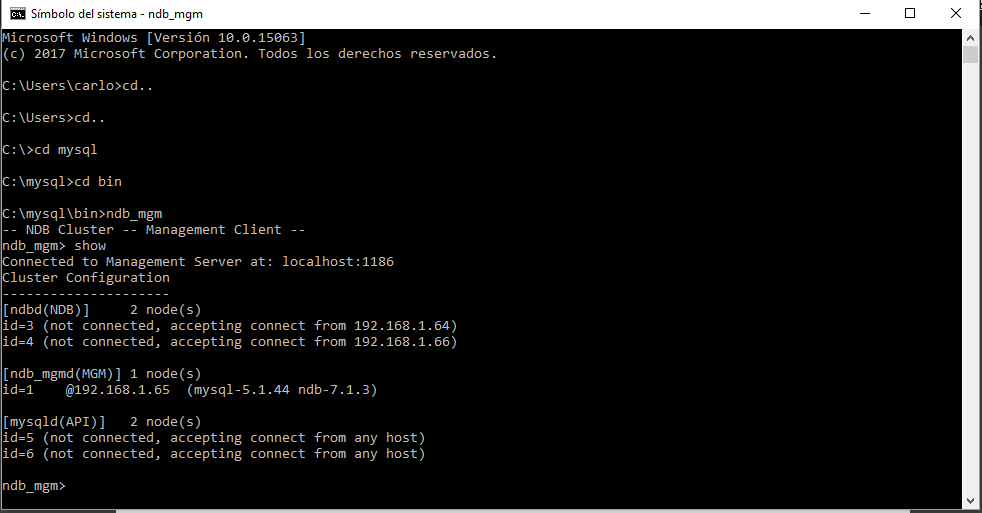 Símbolo del sistema - ndb_mgm
Microsoft Windows [Versión 10.0.15063]
(c) 2017 Microsoft Corporation. Todos los derechos reservados.
C:\Users\carlo>cd..
C:\Users>cd..
C:\>cd mysql
C:\mysql>cd bin
C:\mysql\bin>ndb_mgm
-- NDB Cluster -- Management Client --
ndb_mgm> show
Connected to Management Server at: localhost:1186
Cluster Configuration
---------------------
[ndbd(NDB)]     2 node(s)
id=3 (not connected, accepting connect from 192.168.1.64)
id=4 (not connected, accepting connect from 192.168.1.66)
[ndb_mgmd(MGM)] 1 node(s)
id=1    @192.168.1.65  (mysql-5.1.44 ndb-7.1.3)
[mysqld(API)]   2 node(s)
id=5 (not connected, accepting connect from any host)
id=6 (not connected, accepting connect from any host)
ndb_mgm>